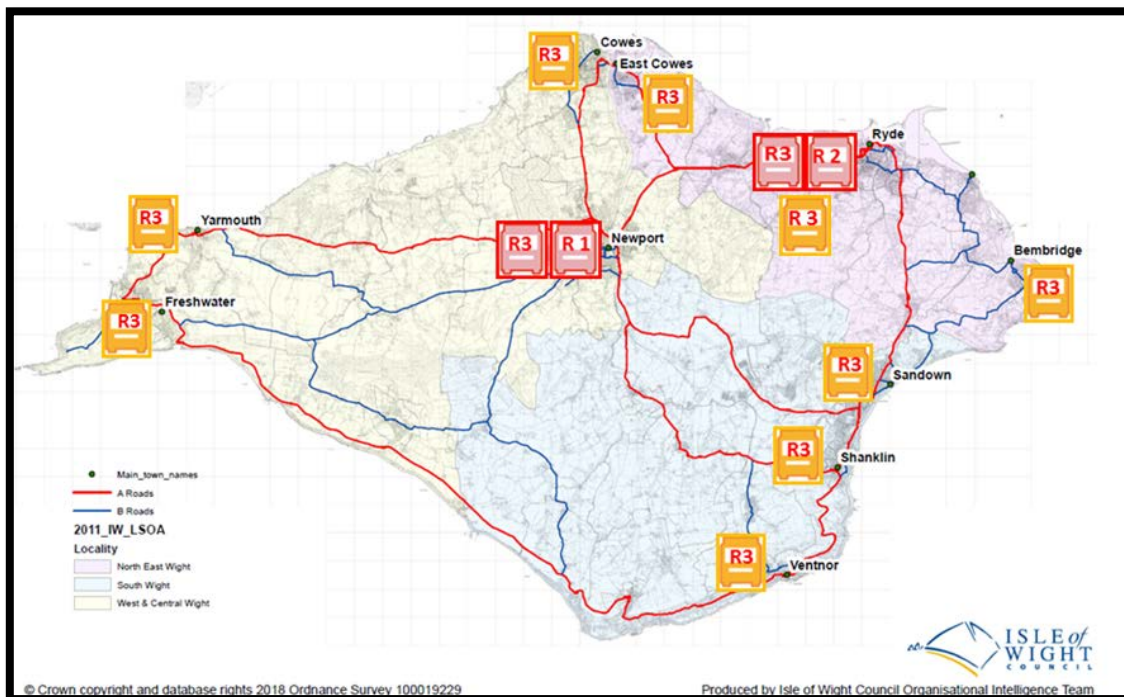 Cowes
R3
East Cowes
R3
Ryde
R3
R 2
R3
Yarmouth
R 3
Newport
R3
R 1
Bembridge
R3
Freshwater
R3
R3
Sandown
R3
Shanklin
Main_town_names
A Roads
B Roads
2011_IW_LSOA
Locality
North East Wight
South Wight
West & Central Wight
R3
Ventnor
ISLE of
WIGHT
COUNCIL
© Crown copyright and database rights 2018 Ordnance Survey 100019229
Produced by Isle of Wight Council Organisational Intelligence Team